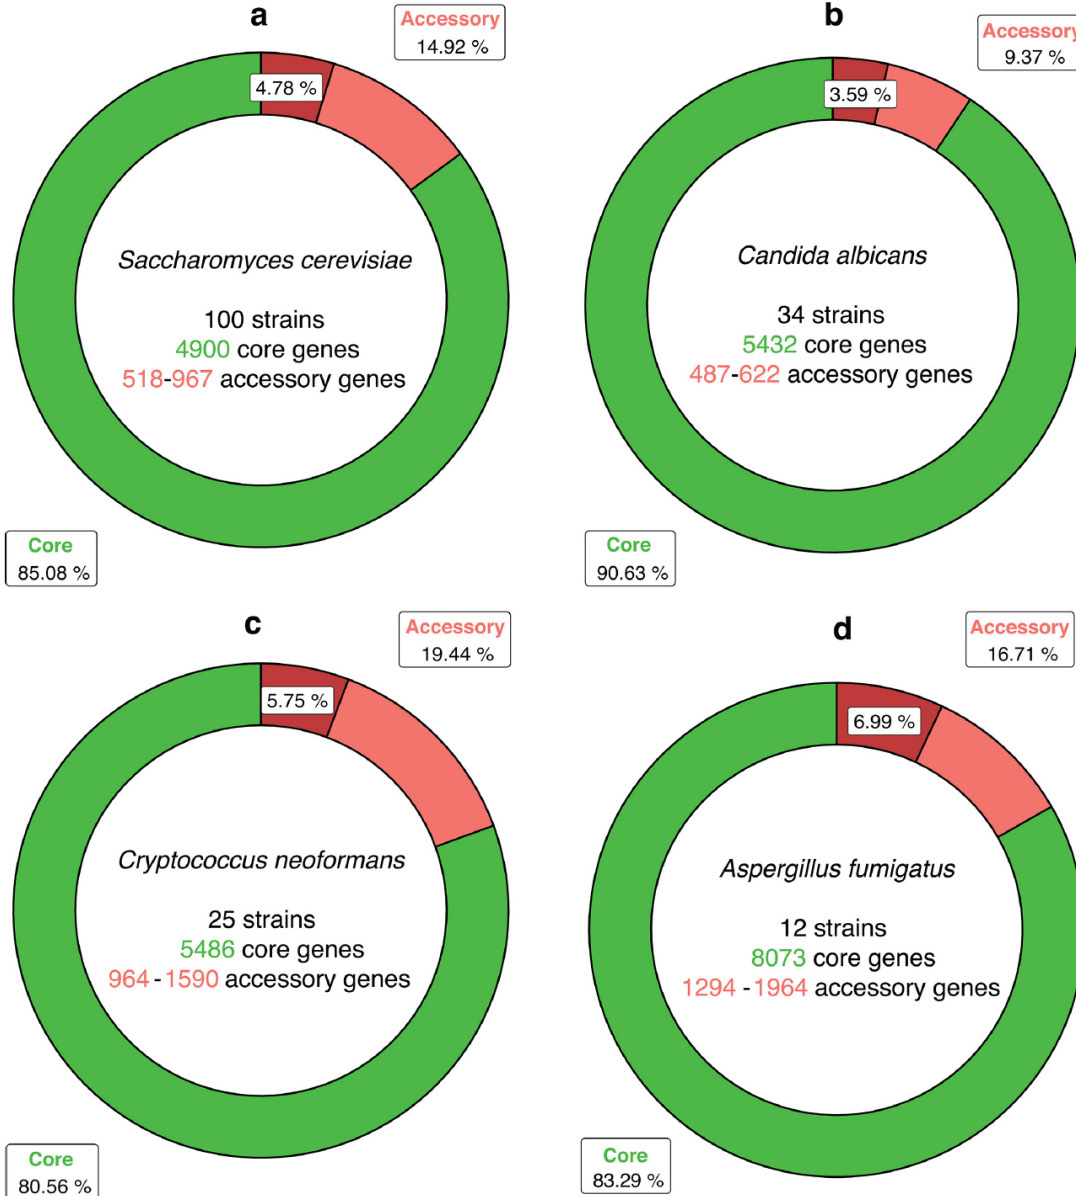 a
Accessory
14.92 %
4.78 %
Saccharomyces cerevisiae
100 strains
4900 core genes
518-967 accessory genes
Core
85.08 %
b
Accessory
9.37 %
3.59 %
Candida albicans
34 strains
5432 core genes
487-622 accessory genes
Core
90.63 %
c
Accessory
19.44 %
5.75 %
Cryptococcus neoformans
25 strains
5486 core genes
964-1590 accessory genes
Core
80.56 %
d
Accessory
16.71 %
6.99 %
Aspergillus fumigatus
12 strains
8073 core genes
1294 -1964 accessory genes
Core
83.29 %